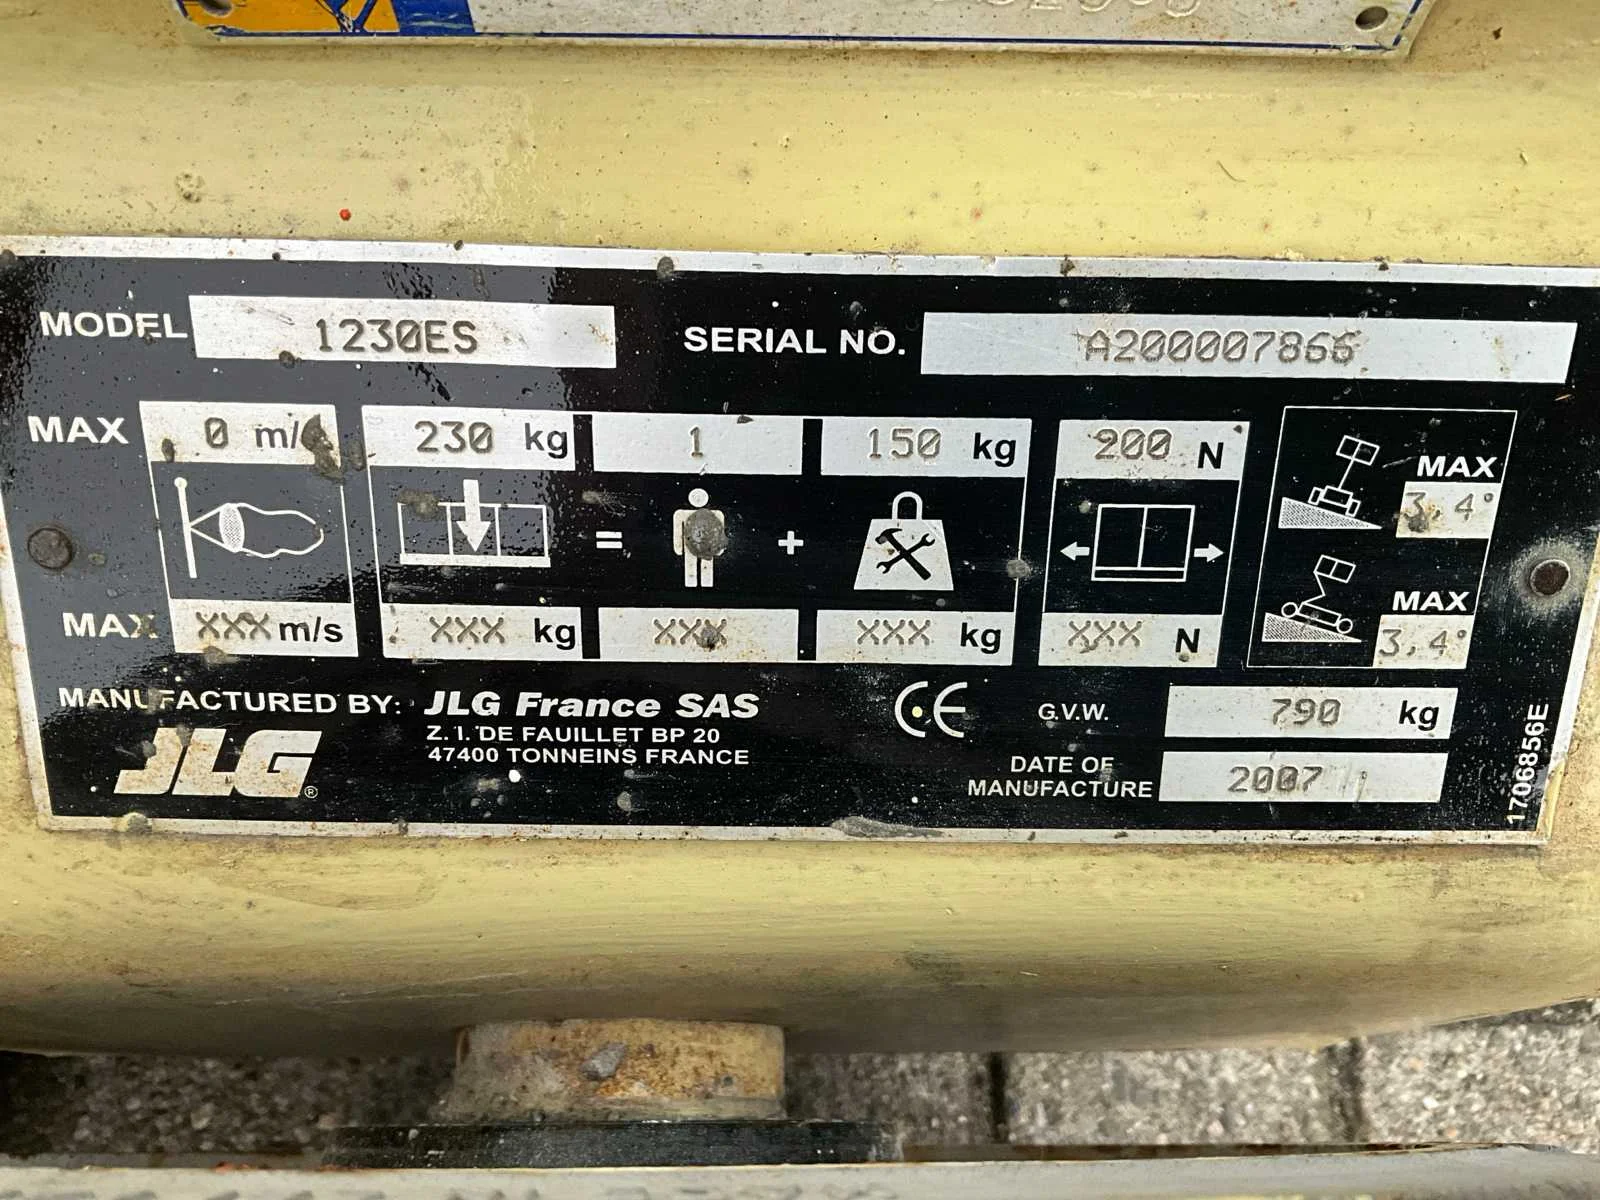 MODEL 1230ES SERIAL NO. A200007866
MAX 0 m/ 230 kg 1 150 kg 200 N
MAX 3,4°
= +
MAX 3,4°
MAX XXX m/s XXX kg XXX XXX kg XXX N
MANUFACTURED BY: JLG France SAS CE G.V.W. 790 kg
Z.I. DE FAUILLET BP 20
47400 TONNEINS FRANCE
JLG®
DATE OF MANUFACTURE 2007
1706856E